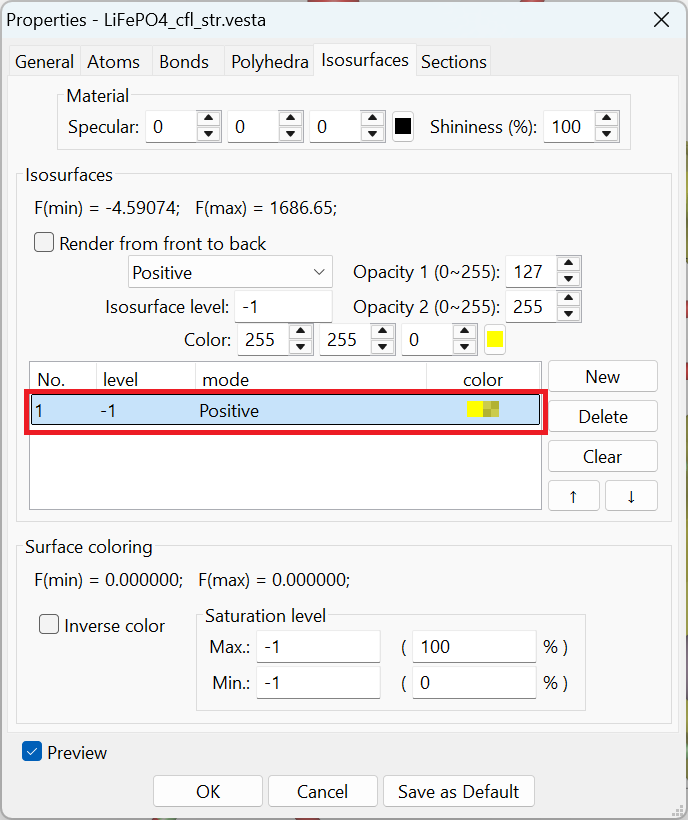 Properties - LiFePO4_cfl_str.vesta
General Atoms Bonds Polyhedra Isosurfaces Sections
Material
Specular: 0 0 0 Shininess (%): 100
Isosurfaces
F(min) = -4.59074; F(max) = 1686.65;
Render from front to back
Positive Opacity 1 (0~255): 127
Isosurface level: -1 Opacity 2 (0~255): 255
Color: 255 255 0
No. level mode color New
1 -1 Positive Delete
Clear
↑ ↓
Surface coloring
F(min) = 0.000000; F(max) = 0.000000;
Inverse color
Saturation level
Max.: -1 ( 100 % )
Min.: -1 ( 0 % )
Preview
OK Cancel Save as Default